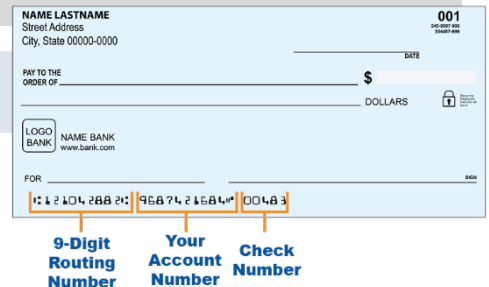 NAME LASTNAME
001
Street Address
City, State 00000-0000
DATE
PAY TO THE
ORDER OF
$
DOLLARS
LOGO
BANK
NAME BANK
www.bank.com
FOR
SIGN
⑆121042882⑆ 9687421684⑈ 00483
9-Digit
Routing
Number
Your
Account
Number
Check
Number